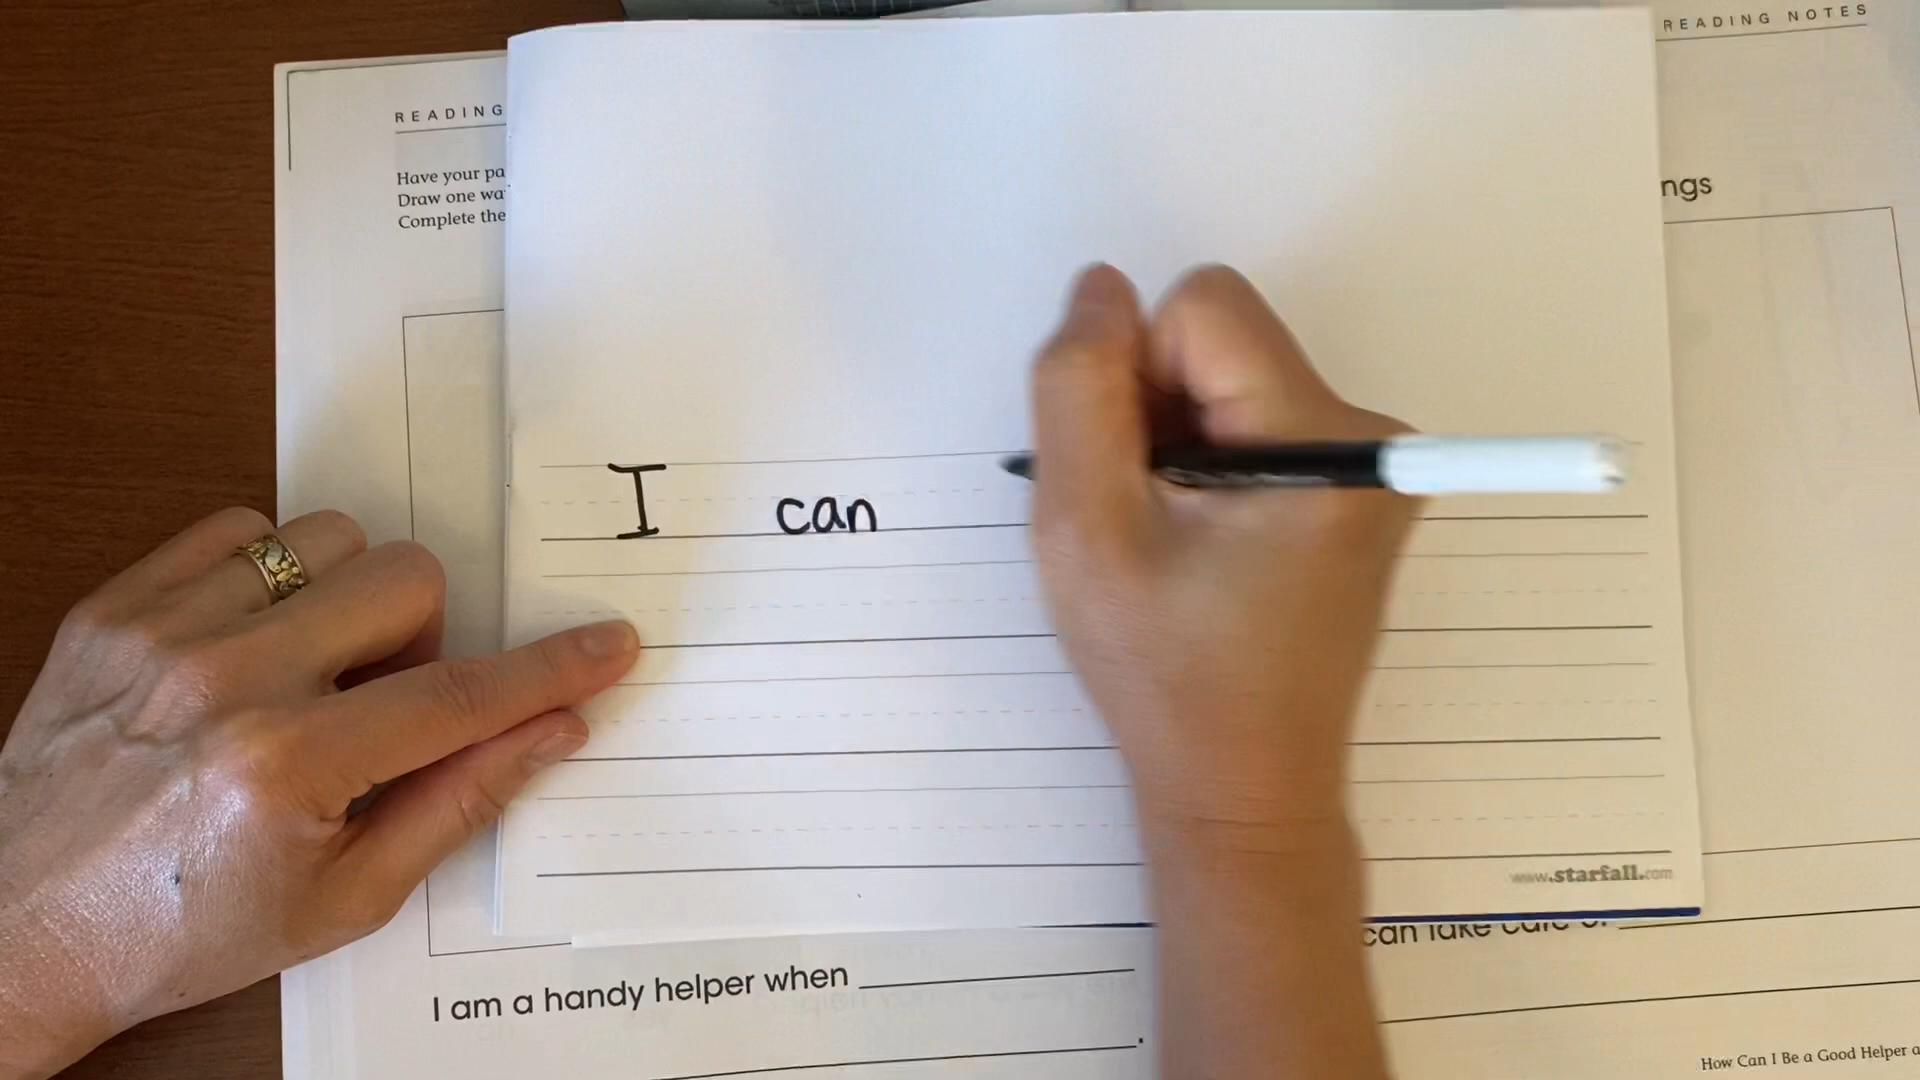 READING NOTES
READING
Have your pa
Draw one wa
Complete the
ngs
I can
www.starfall.com
can take care of
I am a handy helper when
.
How Can I Be a Good Helper a